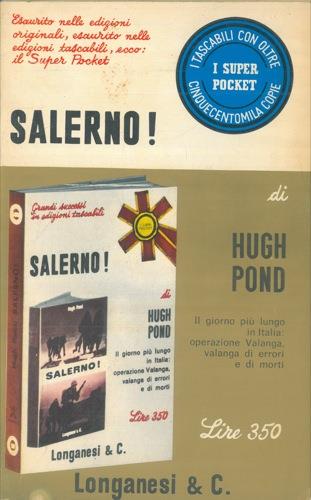 Esaurito nelle edizioni
originali, esaurito nelle
edizioni tascabili, ecco:
il Super Pocket
I TASCABILI CON OLTRE
I SUPER
POCKET
CINQUECENTOMILA COPIE
SALERNO!
di
HUGH
POND
Il giorno più lungo
in Italia:
operazione Valanga,
valanga di errori
e di morti
Lire 350
Longanesi & C.
Grandi successi
in edizioni tascabili
SALERNO!
di
HUGH
POND
Il giorno più lungo
in Italia:
operazione Valanga,
valanga di errori
e di morti
Lire 350
Longanesi & C.
Hugh Pond
SALERNO!
Longanesi & C.